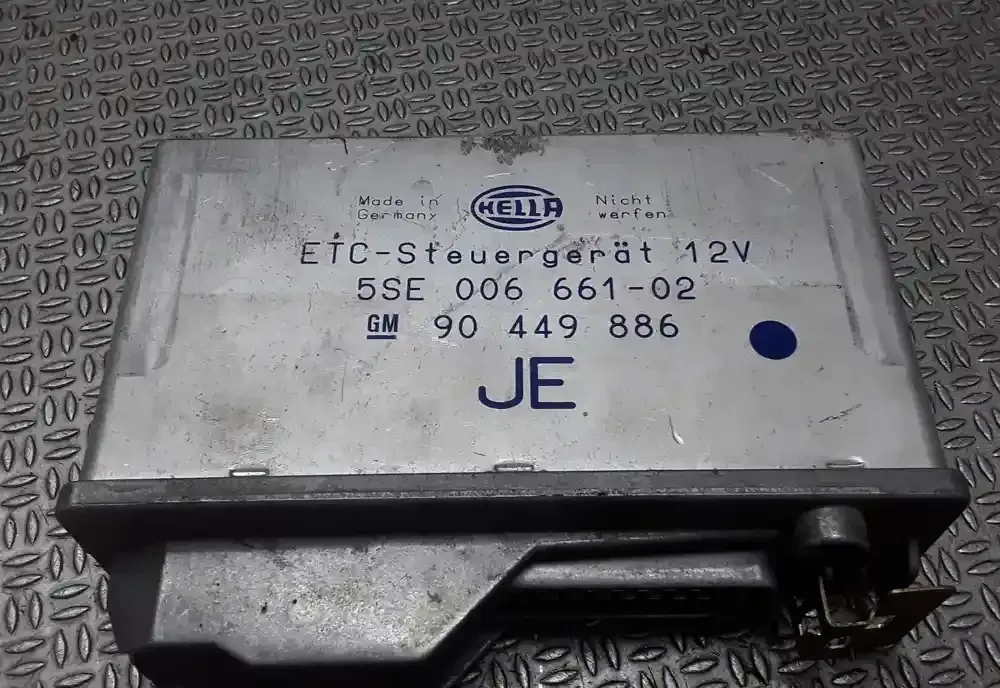 Made in Germany
HELLA
Nicht werfen
ETC-Steuergerät 12V
5SE 006 661-02
GM 90 449 886
JE